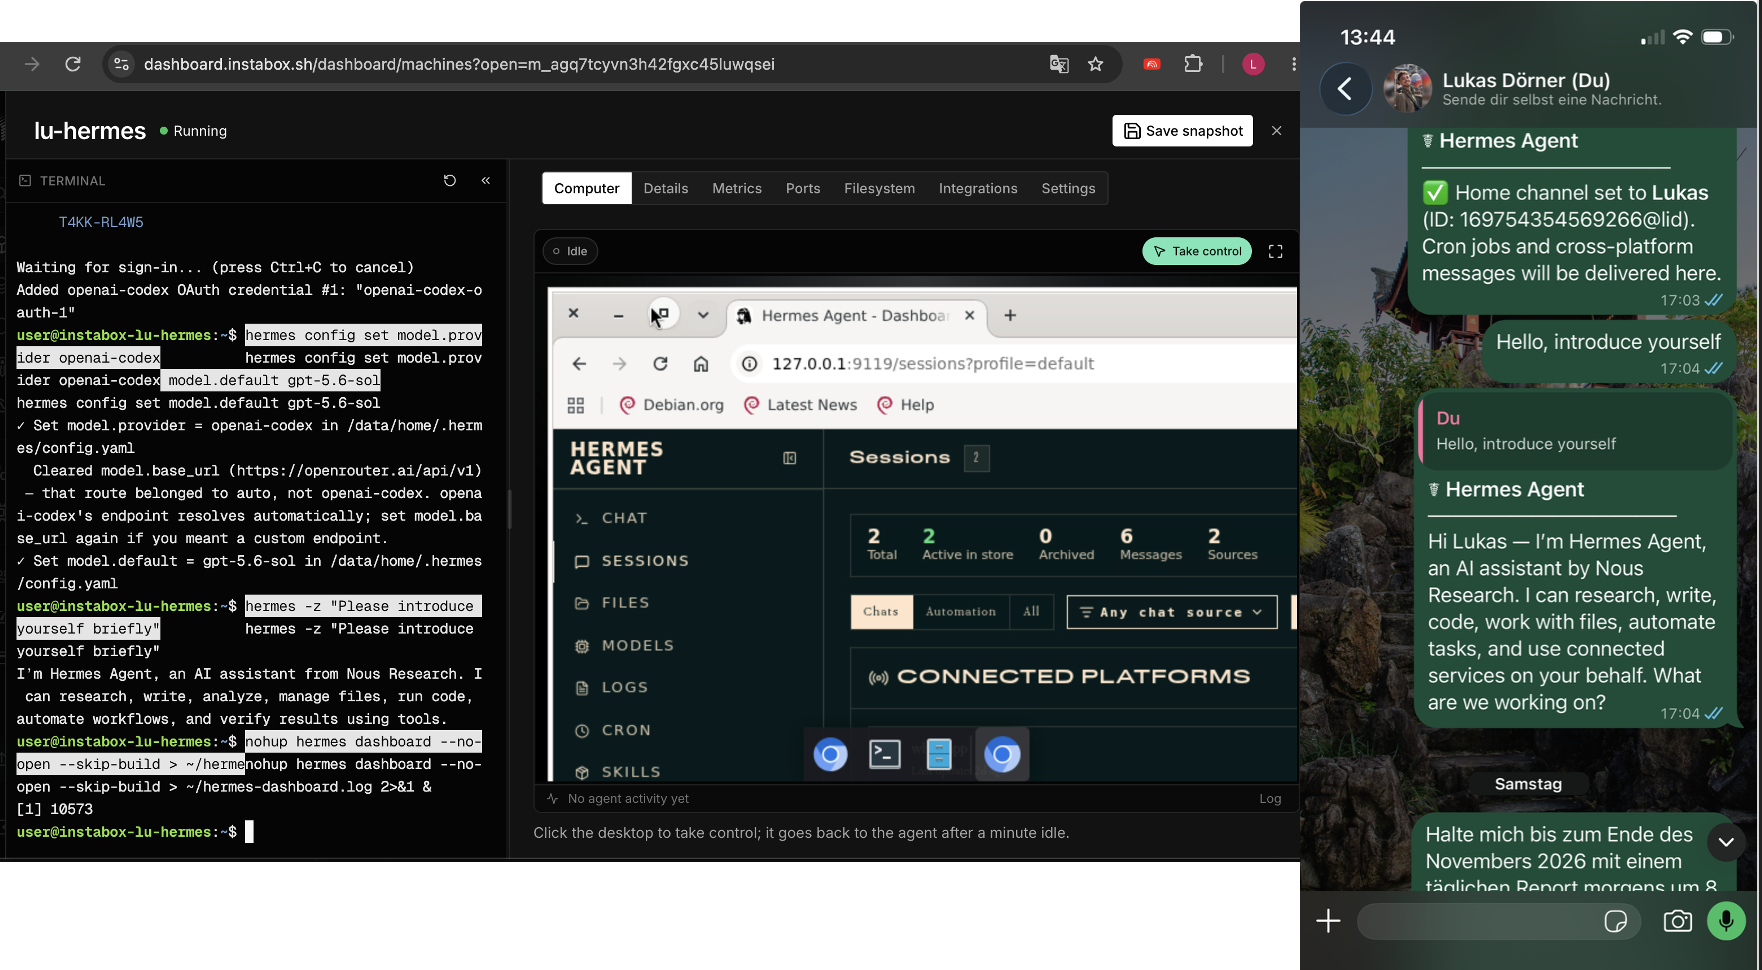 dashboard.instabox.sh/dashboard/machines?open=m_agq7tcyvn3h42fgxc45luwqsei
L
lu-hermes
Running
Save snapshot
TERMINAL
T4KK-RL4W5
Waiting for sign-in... (press Ctrl+C to cancel)
Added openai-codex OAuth credential #1: "openai-codex-o
auth-1"
user@instabox-lu-hermes:~$ hermes config set model.prov
ider openai-codex hermes config set model.prov
ider openai-codex model.default gpt-5.6-sol
hermes config set model.default gpt-5.6-sol
✓ Set model.provider = openai-codex in /data/home/.herm
es/config.yaml
Cleared model.base_url (https://openrouter.ai/api/v1)
– that route belonged to auto, not openai-codex. opena
i-codex's endpoint resolves automatically; set model.ba
se_url again if you meant a custom endpoint.
✓ Set model.default = gpt-5.6-sol in /data/home/.hermes
/config.yaml
user@instabox-lu-hermes:~$ hermes -z "Please introduce
yourself briefly" hermes -z "Please introduce
yourself briefly"
I'm Hermes Agent, an AI assistant from Nous Research. I
can research, write, analyze, manage files, run code,
automate workflows, and verify results using tools.
user@instabox-lu-hermes:~$ nohup hermes dashboard --no-
open --skip-build > ~/hermenohup hermes dashboard --no-
open --skip-build > ~/hermes-dashboard.log 2>&1 &
[1] 10573
user@instabox-lu-hermes:~$
Computer
Details
Metrics
Ports
Filesystem
Integrations
Settings
Idle
Take control
Hermes Agent - Dashboar
127.0.0.1:9119/sessions?profile=default
Debian.org
Latest News
Help
HERMES
AGENT
CHAT
SESSIONS
FILES
MODELS
LOGS
CRON
SKILLS
Sessions 2
2 Total
2 Active in store
0 Archived
6 Messages
2 Sources
Chats
Automation
All
Any chat source
CONNECTED PLATFORMS
No agent activity yet
Log
Click the desktop to take control; it goes back to the agent after a minute idle.
13:44
Lukas Dörner (Du)
Sende dir selbst eine Nachricht.
Hermes Agent
✅ Home channel set to Lukas
(ID: 169754354569266@lid).
Cron jobs and cross-platform
messages will be delivered here.
17:03
Hello, introduce yourself
17:04
Du
Hello, introduce yourself
Hermes Agent
Hi Lukas — I'm Hermes Agent,
an AI assistant by Nous
Research. I can research, write,
code, work with files, automate
tasks, and use connected
services on your behalf. What
are we working on?
17:04
Samstag
Halte mich bis zum Ende des
Novembers 2026 mit einem
täglichen Report morgens um 8